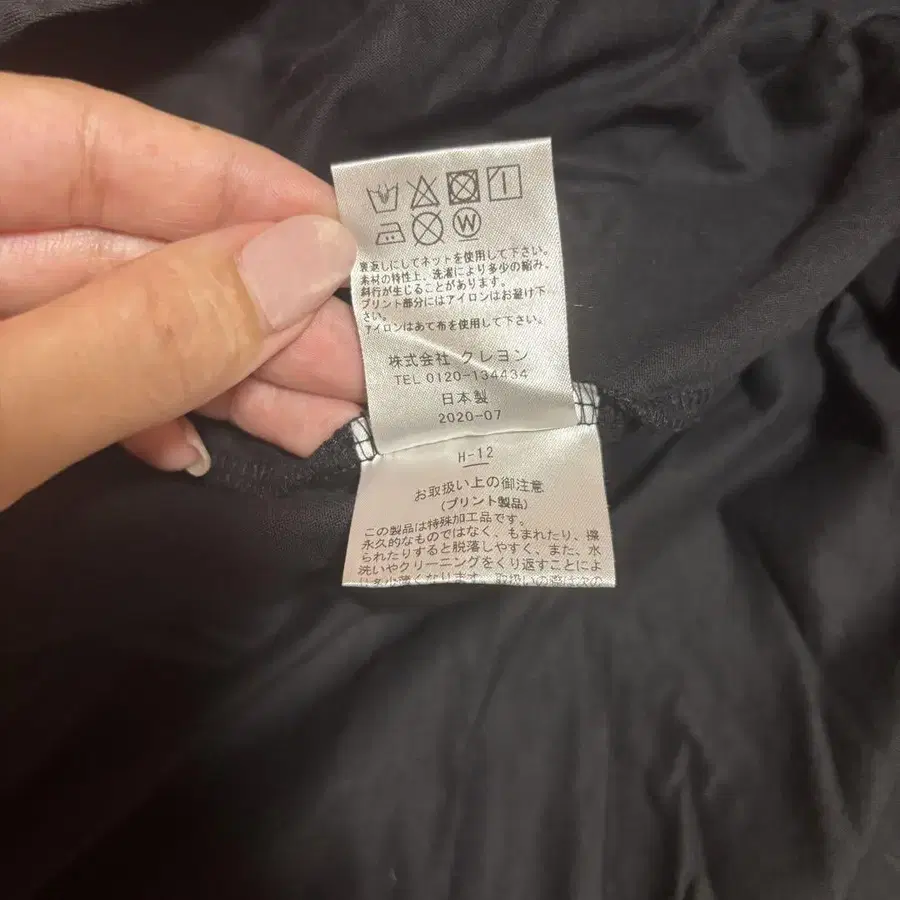 W
裏返しにしてネットを使用して下さい。
素材の特性上、洗濯により多少の縮み、
斜行が生じることがあります。
プリント部分にはアイロンはお避け下
さい。
アイロンはあて布を使用して下さい。
株式会社 クレヨン
TEL 0120-134434
日本製
2020-07
H-12
お取扱い上の御注意
(プリント製品)
この製品は特殊加工品です。
永久的なものではなく、もまれたり、擦
られたりすると脱落しやすく、また、水
洗いやクリーニングをくり返すことによ